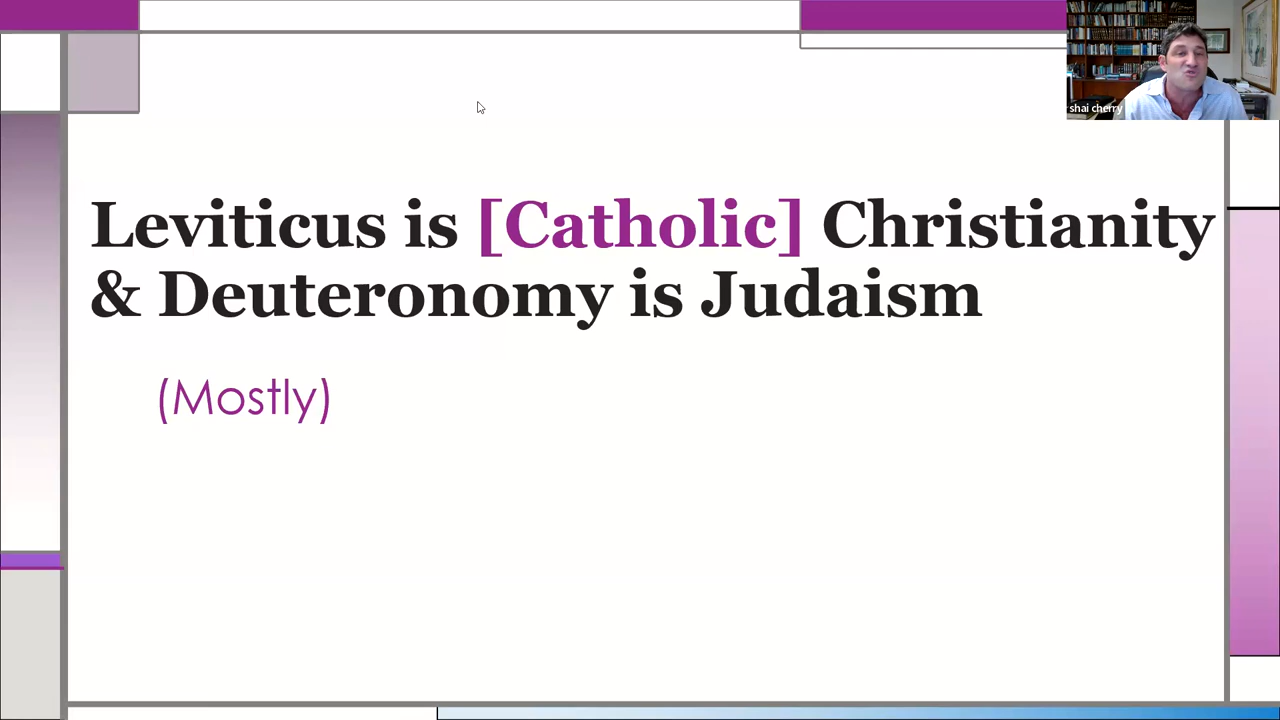 shai cherry
Leviticus is [Catholic] Christianity
& Deuteronomy is Judaism
(Mostly)